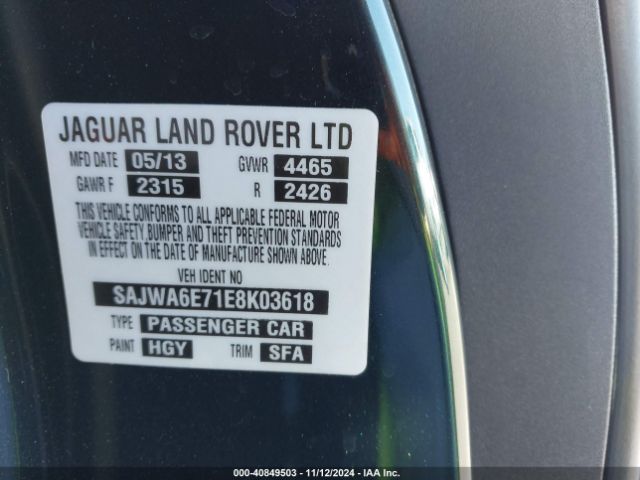 JAGUAR LAND ROVER LTD
MFD DATE 05/13 GVWR 4465
GAWR F 2315 R 2426
THIS VEHICLE CONFORMS TO ALL APPLICABLE FEDERAL MOTOR
VEHICLE SAFETY, BUMPER AND THEFT PREVENTION STANDARDS
IN EFFECT ON THE DATE OF MANUFACTURE SHOWN ABOVE.
VEH IDENT NO
SAJWA6E71E8K03618
TYPE PASSENGER CAR
PAINT HGY TRIM SFA
000-40849503 - 11/12/2024 - IAA Inc.